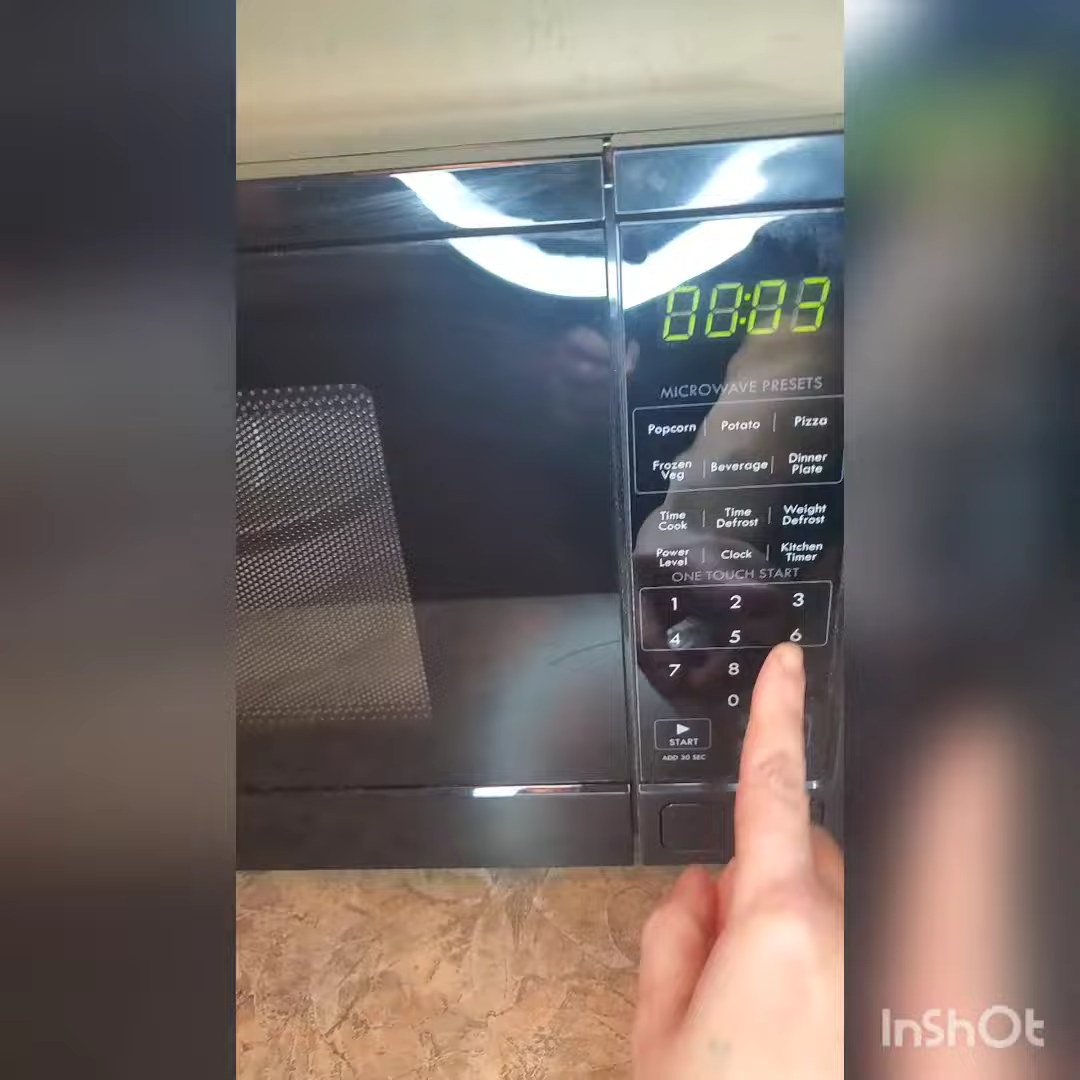 00:03
MICROWAVE PRESETS
Popcorn Potato Pizza
Frozen Veg Beverage Dinner Plate
Time Cook Time Defrost Weight Defrost
Power Level Clock Kitchen Timer
ONE TOUCH START
1 2 3
4 5 6
7 8
0
START
ADD 30 SEC
InShOt